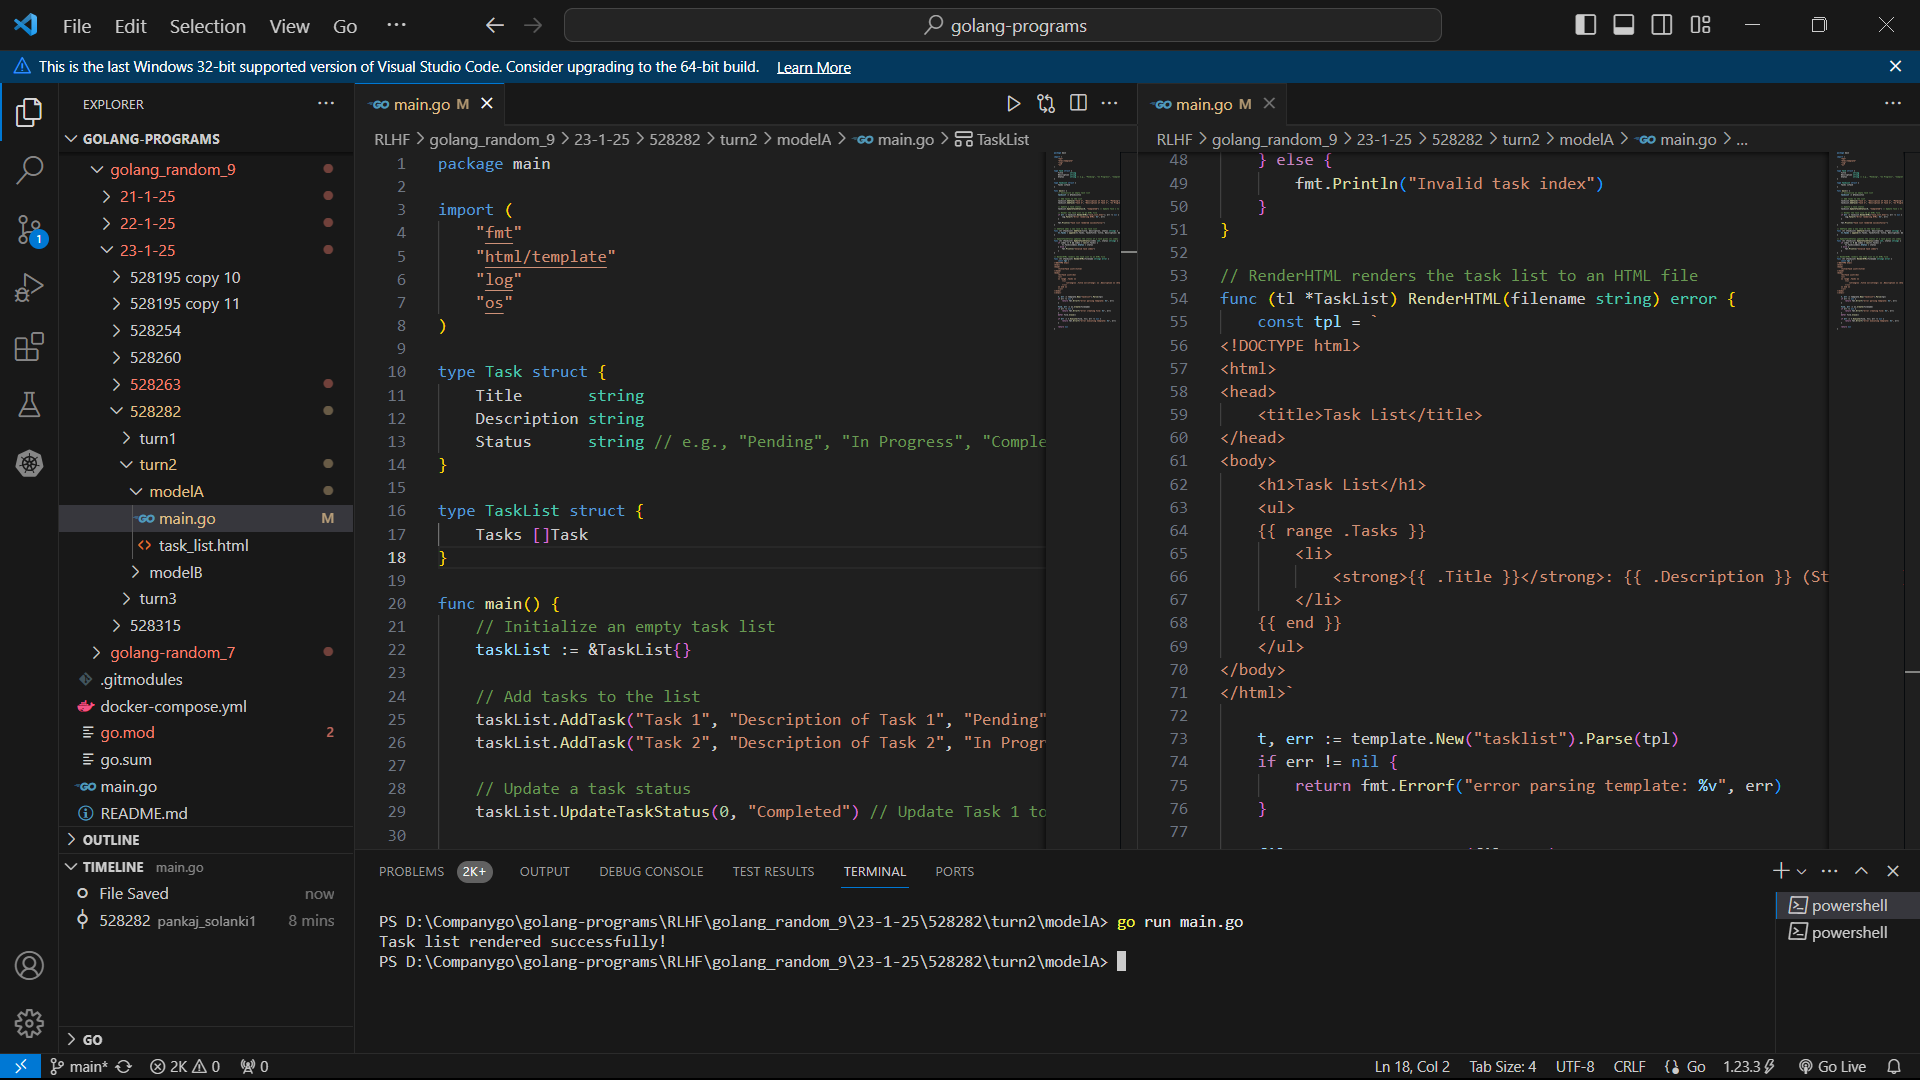 File Edit Selection View Go ···
golang-programs
This is the last Windows 32-bit supported version of Visual Studio Code. Consider upgrading to the 64-bit build. Learn More
EXPLORER
GOLANG-PROGRAMS
golang_random_9
21-1-25
22-1-25
23-1-25
528195 copy 10
528195 copy 11
528254
528260
528263
528282
turn1
turn2
modelA
main.go M
task_list.html
modelB
turn3
528315
golang-random_7
.gitmodules
docker-compose.yml
go.mod 2
go.sum
main.go
README.md
OUTLINE
TIMELINE main.go
File Saved now
528282 pankaj_solanki1 8 mins
GO
1
main.go M
RLHF > golang_random_9 > 23-1-25 > 528282 > turn2 > modelA > main.go > TaskList
1 package main
2
3 import (
4 "fmt"
5 "html/template"
6 "log"
7 "os"
8 )
9
10 type Task struct {
11 Title string
12 Description string
13 Status string // e.g., "Pending", "In Progress", "Comple
14 }
15
16 type TaskList struct {
17 Tasks []Task
18 }
19
20 func main() {
21 // Initialize an empty task list
22 taskList := &TaskList{}
23
24 // Add tasks to the list
25 taskList.AddTask("Task 1", "Description of Task 1", "Pending"
26 taskList.AddTask("Task 2", "Description of Task 2", "In Progr
27
28 // Update a task status
29 taskList.UpdateTaskStatus(0, "Completed") // Update Task 1 to
30
main.go M
RLHF > golang_random_9 > 23-1-25 > 528282 > turn2 > modelA > main.go > ...
48 } else {
49 fmt.Println("Invalid task index")
50 }
51 }
52
53 // RenderHTML renders the task list to an HTML file
54 func (tl *TaskList) RenderHTML(filename string) error {
55 const tpl = `
56 <!DOCTYPE html>
57 <html>
58 <head>
59 <title>Task List</title>
60 </head>
61 <body>
62 <h1>Task List</h1>
63 <ul>
64 {{ range .Tasks }}
65 <li>
66 <strong>{{ .Title }}</strong>: {{ .Description }} (St
67 </li>
68 {{ end }}
69 </ul>
70 </body>
71 </html>`
72
73 t, err := template.New("tasklist").Parse(tpl)
74 if err != nil {
75 return fmt.Errorf("error parsing template: %v", err)
76 }
77
PROBLEMS 2K+ OUTPUT DEBUG CONSOLE TEST RESULTS TERMINAL PORTS
PS D:\Companygo\golang-programs\RLHF\golang_random_9\23-1-25\528282\turn2\modelA> go run main.go
Task list rendered successfully!
PS D:\Companygo\golang-programs\RLHF\golang_random_9\23-1-25\528282\turn2\modelA>
powershell
powershell
main* 2K 0 0
Ln 18, Col 2 Tab Size: 4 UTF-8 CRLF Go 1.23.3 Go Live